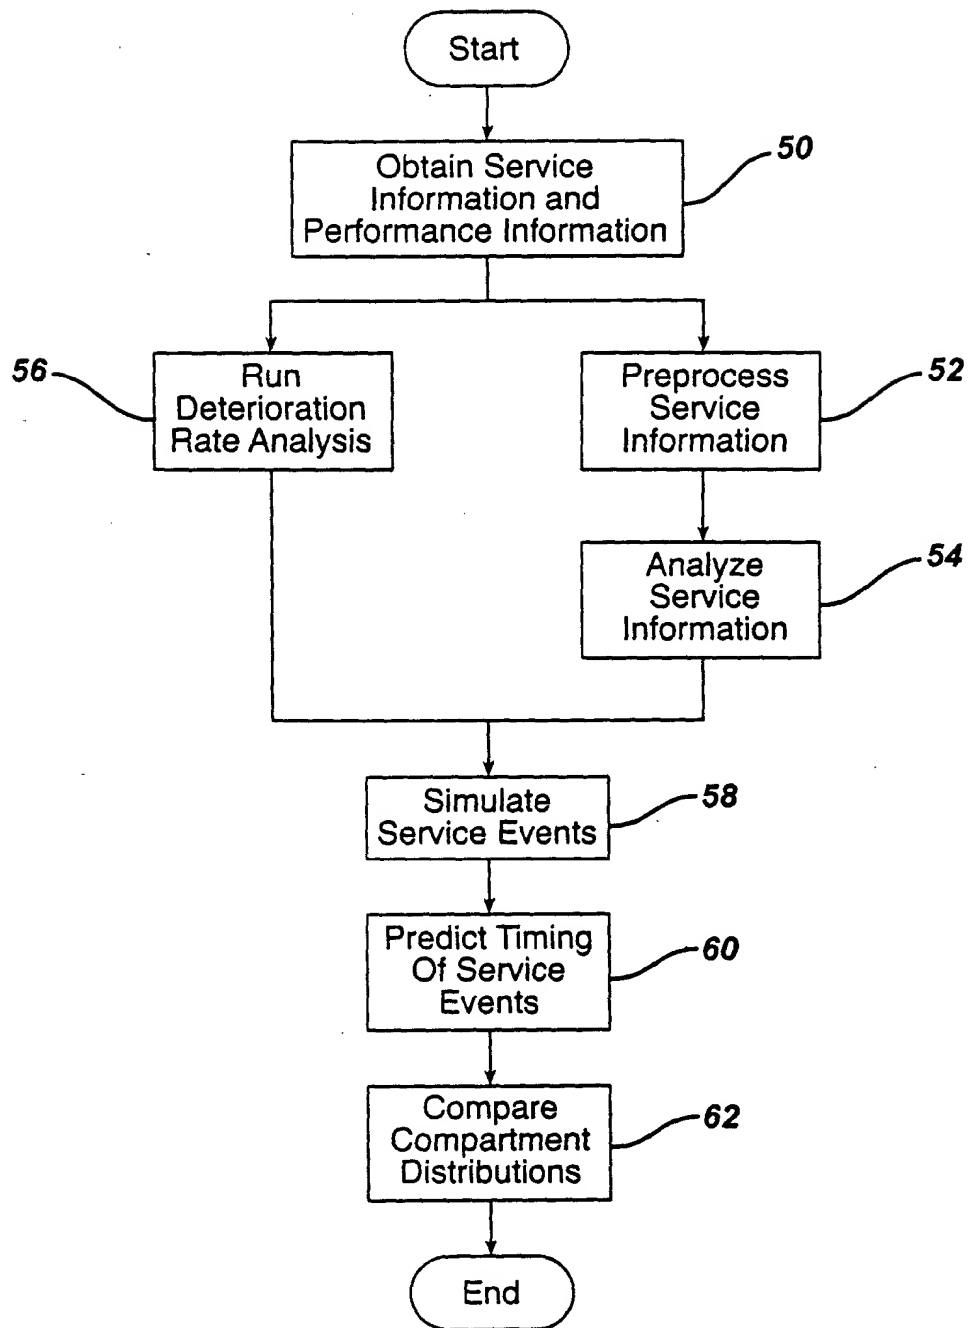 Start
Obtain Service
Information and
Performance Information
50
56
Run
Deterioration
Rate Analysis
Preprocess
Service
Information
52
Analyze
Service
Information
54
Simulate
Service Events
58
Predict Timing
Of Service
Events
60
Compare
Compartment
Distributions
62
End